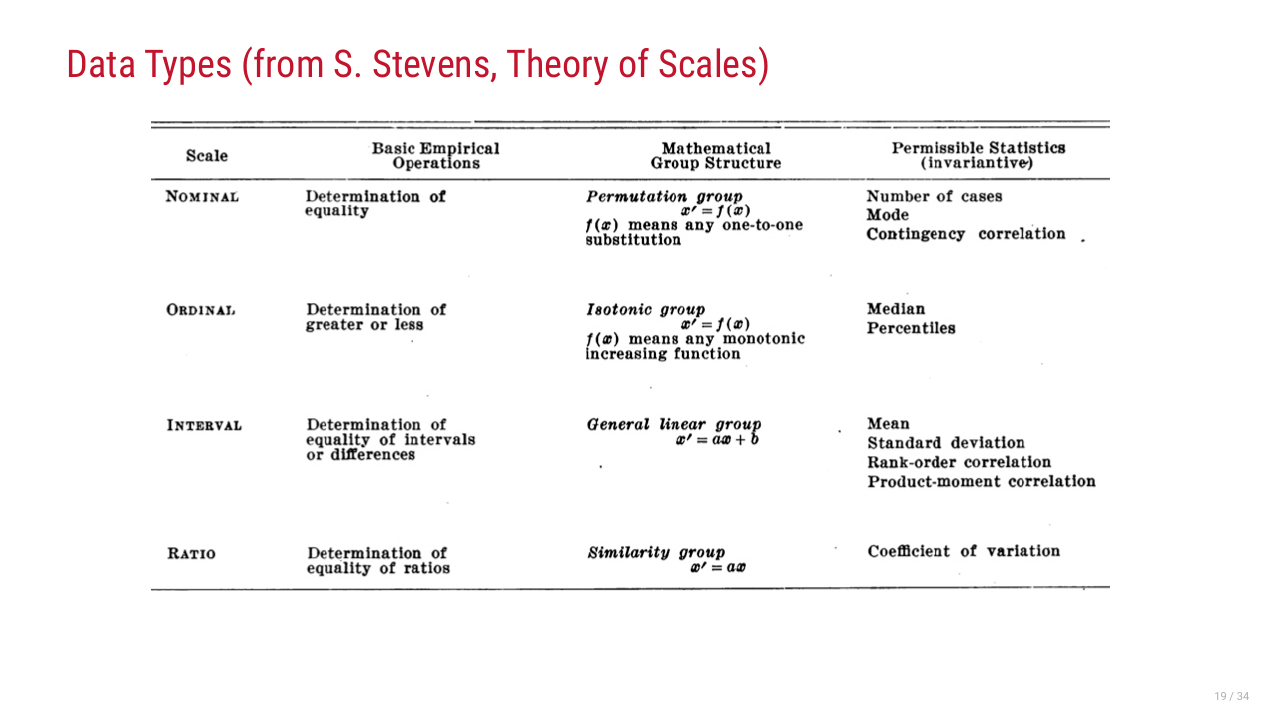 Data Types (from S. Stevens, Theory of Scales)
Scale
Basic Empirical
Operations
Mathematical
Group Structure
Permissible Statistics
(invariantive)
NOMINAL
Determination of
equality
Permutation group
x′ = f(x)
f(x) means any one-to-one
substitution
Number of cases
Mode
Contingency correlation
ORDINAL
Determination of
greater or less
Isotonic group
x′ = f(x)
f(x) means any monotonic
increasing function
Median
Percentiles
INTERVAL
Determination of
equality of intervals
or differences
General linear group
x′ = ax + b
Mean
Standard deviation
Rank-order correlation
Product-moment correlation
RATIO
Determination of
equality of ratios
Similarity group
x′ = ax
Coefficient of variation
19 / 34